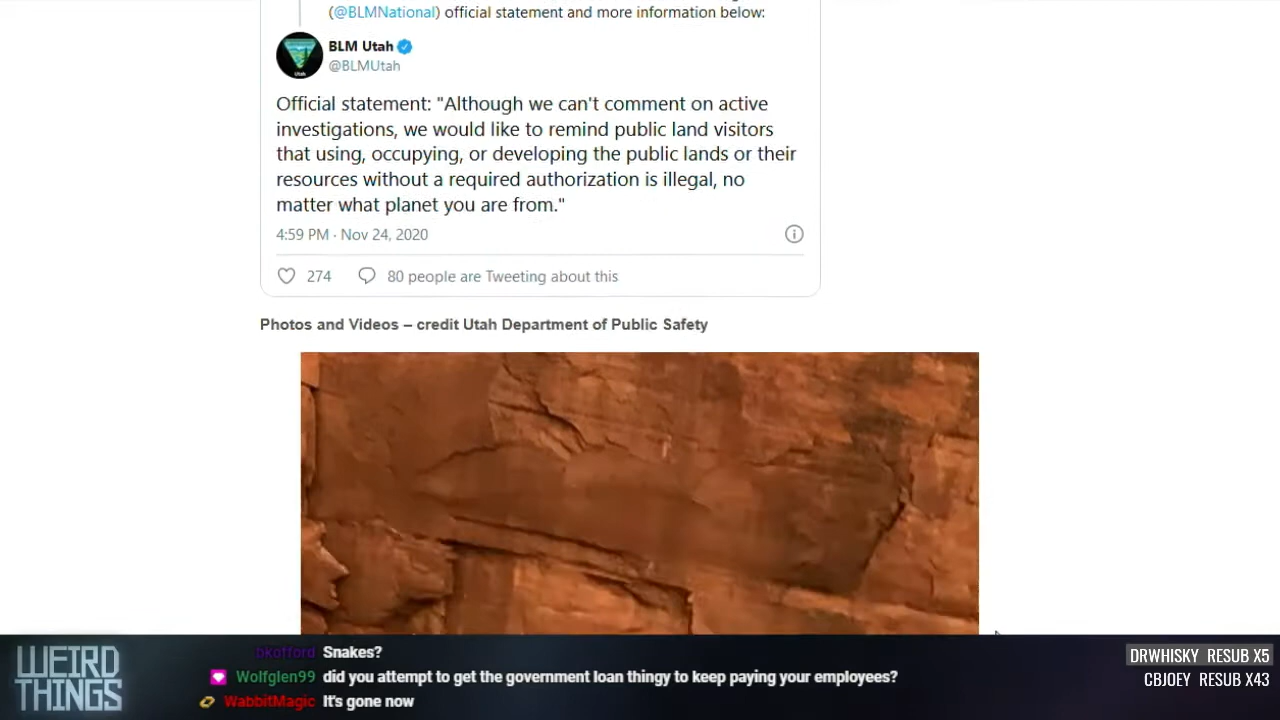 (@BLMNational) official statement and more information below:
BLM Utah
@BLMUtah
Utah
Official statement: "Although we can't comment on active
investigations, we would like to remind public land visitors
that using, occupying, or developing the public lands or their
resources without a required authorization is illegal, no
matter what planet you are from."
4:59 PM · Nov 24, 2020
274 80 people are Tweeting about this
Photos and Videos – credit Utah Department of Public Safety
WEIRD
THINGS
bkofford Snakes?
Wolfglen99 did you attempt to get the government loan thingy to keep paying your employees?
WabbitMagic It's gone now
DRWHISKY RESUB X5
CBJOEY RESUB X43